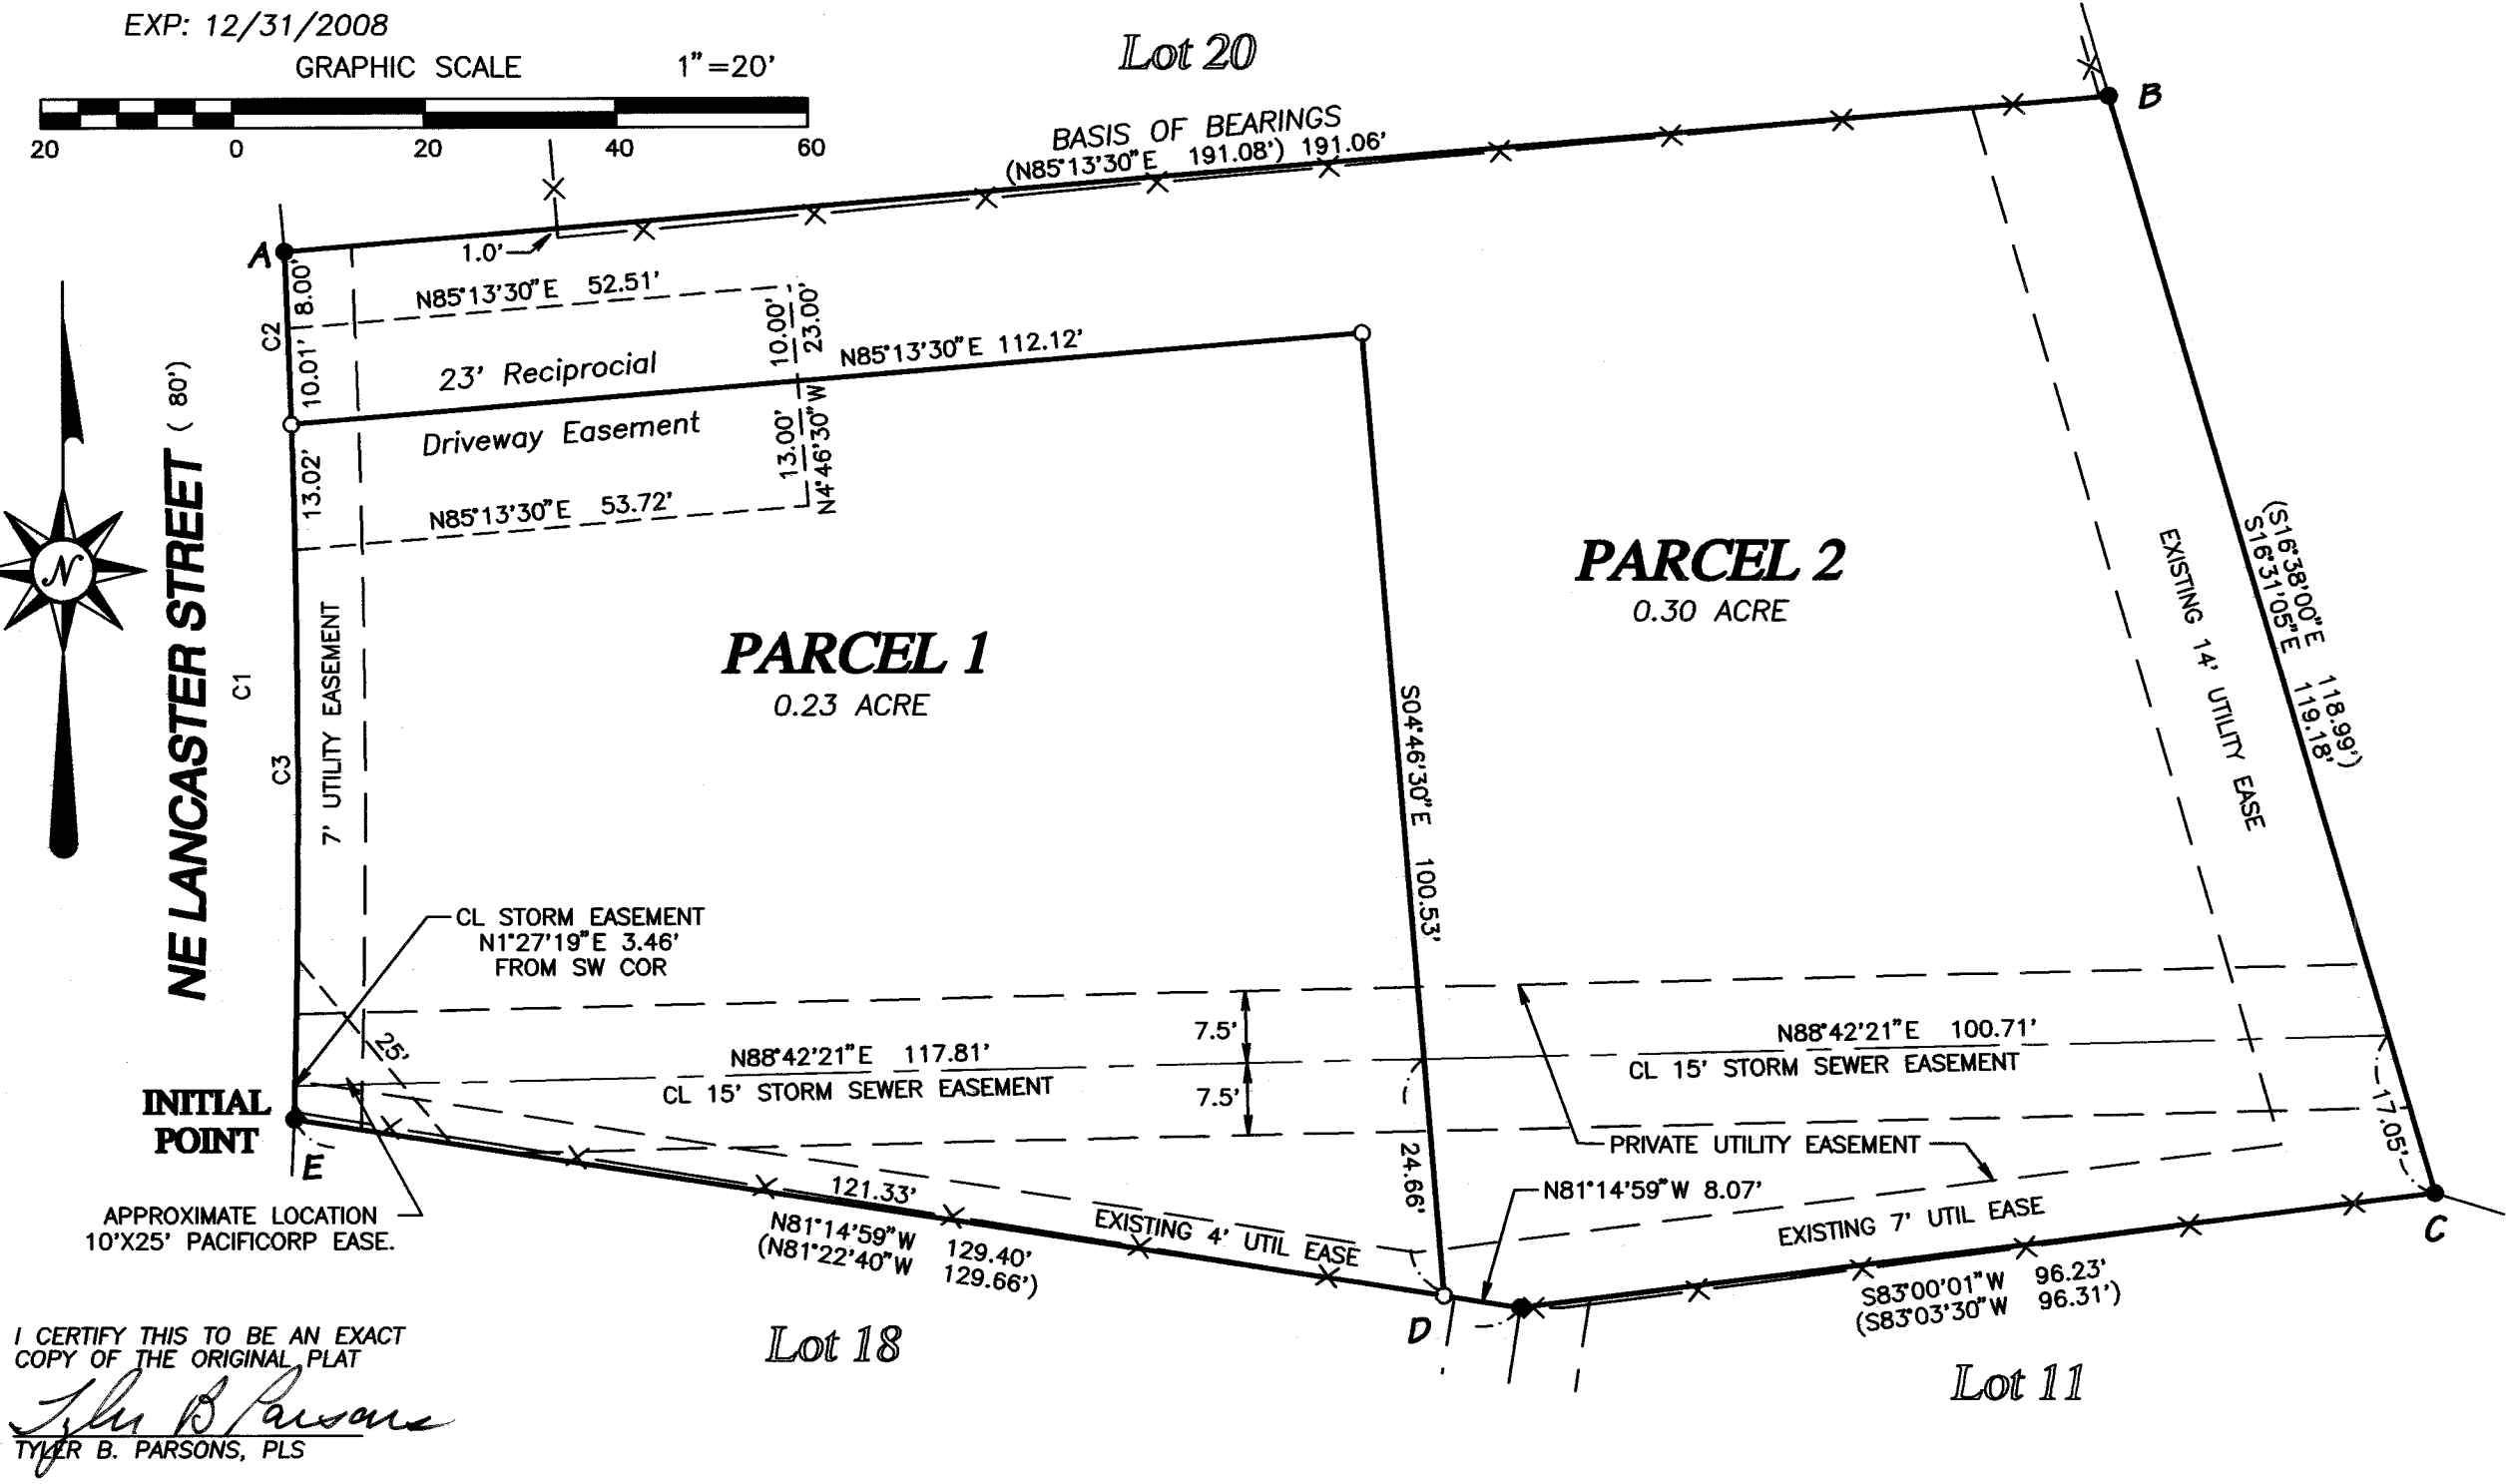 EXP: 12/31/2008
GRAPHIC SCALE 1"=20'
20 0 20 40 60
Lot 20
BASIS OF BEARINGS
(N85°13'30"E 191.08') 191.06'
A
B
1.0'
8.00'
C2
10.01'
13.02'
N85°13'30"E 52.51'
10.00'
23.00'
23' Reciprocial
Driveway Easement
N85°13'30"E 112.12'
13.00'
N4°46'30"W
N85°13'30"E 53.72'
NE LANCASTER STREET ( 80')
N
C1
C3
7' UTILITY EASEMENT
PARCEL 1
0.23 ACRE
PARCEL 2
0.30 ACRE
S04°46'30"E 100.53'
EXISTING 14' UTILITY EASE
(S16°38'00"E 118.99')
S16°31'05"E 119.18'
CL STORM EASEMENT
N1°27'19"E 3.46'
FROM SW COR
25'
N88°42'21"E 117.81'
CL 15' STORM SEWER EASEMENT
7.5'
7.5'
N88°42'21"E 100.71'
CL 15' STORM SEWER EASEMENT
17.05'
INITIAL
POINT
E
PRIVATE UTILITY EASEMENT
24.66'
N81°14'59"W 8.07'
121.33'
N81°14'59"W 129.40'
(N81°22'40"W 129.66')
EXISTING 4' UTIL EASE
EXISTING 7' UTIL EASE
C
S83°00'01"W 96.23'
(S83°03'30"W 96.31')
D
APPROXIMATE LOCATION
10'X25' PACIFICORP EASE.
Lot 18
Lot 11
I CERTIFY THIS TO BE AN EXACT
COPY OF THE ORIGINAL PLAT
Tyler B Parsons
TYLER B. PARSONS, PLS